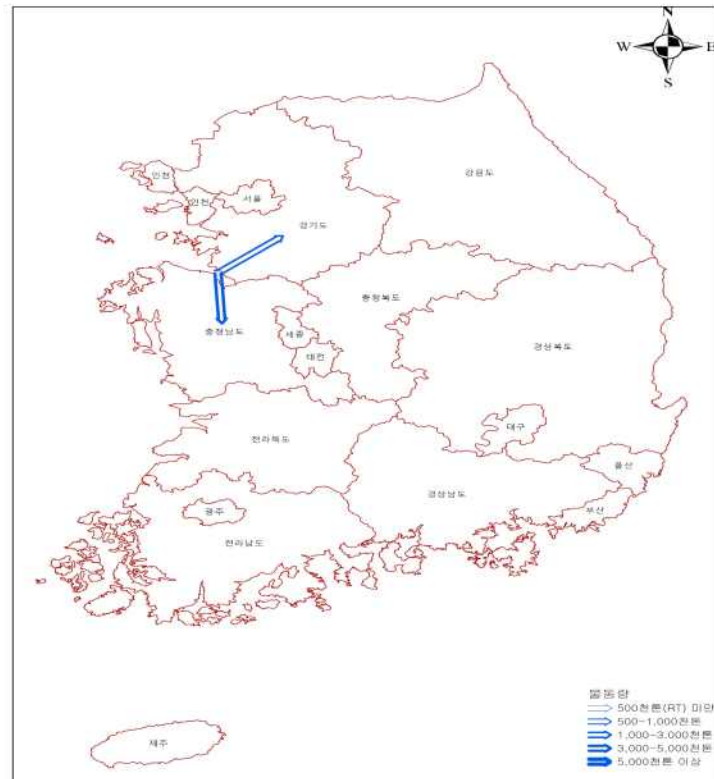 N
W E
S
강원도
인천
인천
서울
경기도
충청북도
충청남도
세종
대전
경상북도
전라북도
대구
울산
경상남도
부산
광주
전라남도
제주
물동량
500천톤(RT) 미만
500-1,000천톤
1,000-3,000천톤
3,000-5,000천톤
5,000천톤 이상